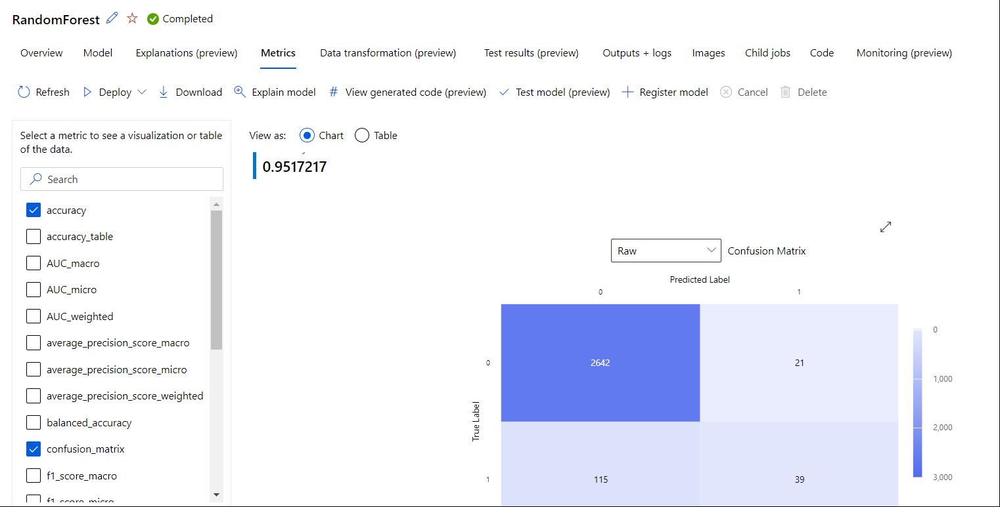 RandomForest Completed
Overview Model Explanations (preview) Metrics Data transformation (preview) Test results (preview) Outputs + logs Images Child jobs Code Monitoring (preview)
Refresh Deploy Download Explain model # View generated code (preview) Test model (preview) Register model Cancel Delete
Select a metric to see a visualization or table
of the data.
Search
accuracy
accuracy_table
AUC_macro
AUC_micro
AUC_weighted
average_precision_score_macro
average_precision_score_micro
average_precision_score_weighted
balanced_accuracy
confusion_matrix
f1_score_macro
f1_score_micro
View as: Chart Table
0.9517217
Raw Confusion Matrix
Predicted Label
0 1
True Label
0 2642 21
1 115 39
0
1,000
2,000
3,000